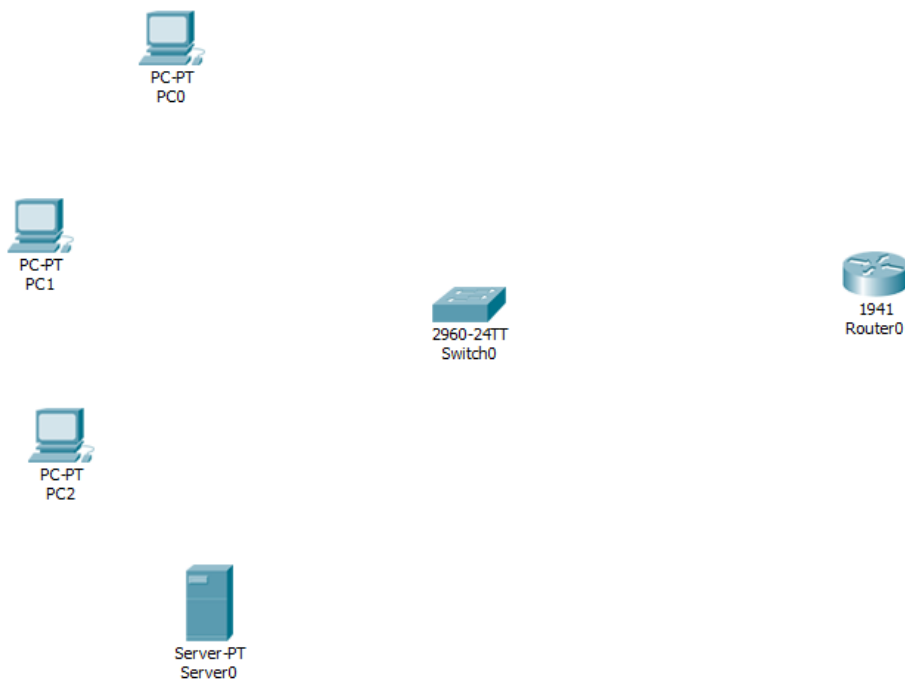 PC-PT
PC0
PC-PT
PC1
2960-24TT
Switch0
1941
Router0
PC-PT
PC2
Server-PT
Server0